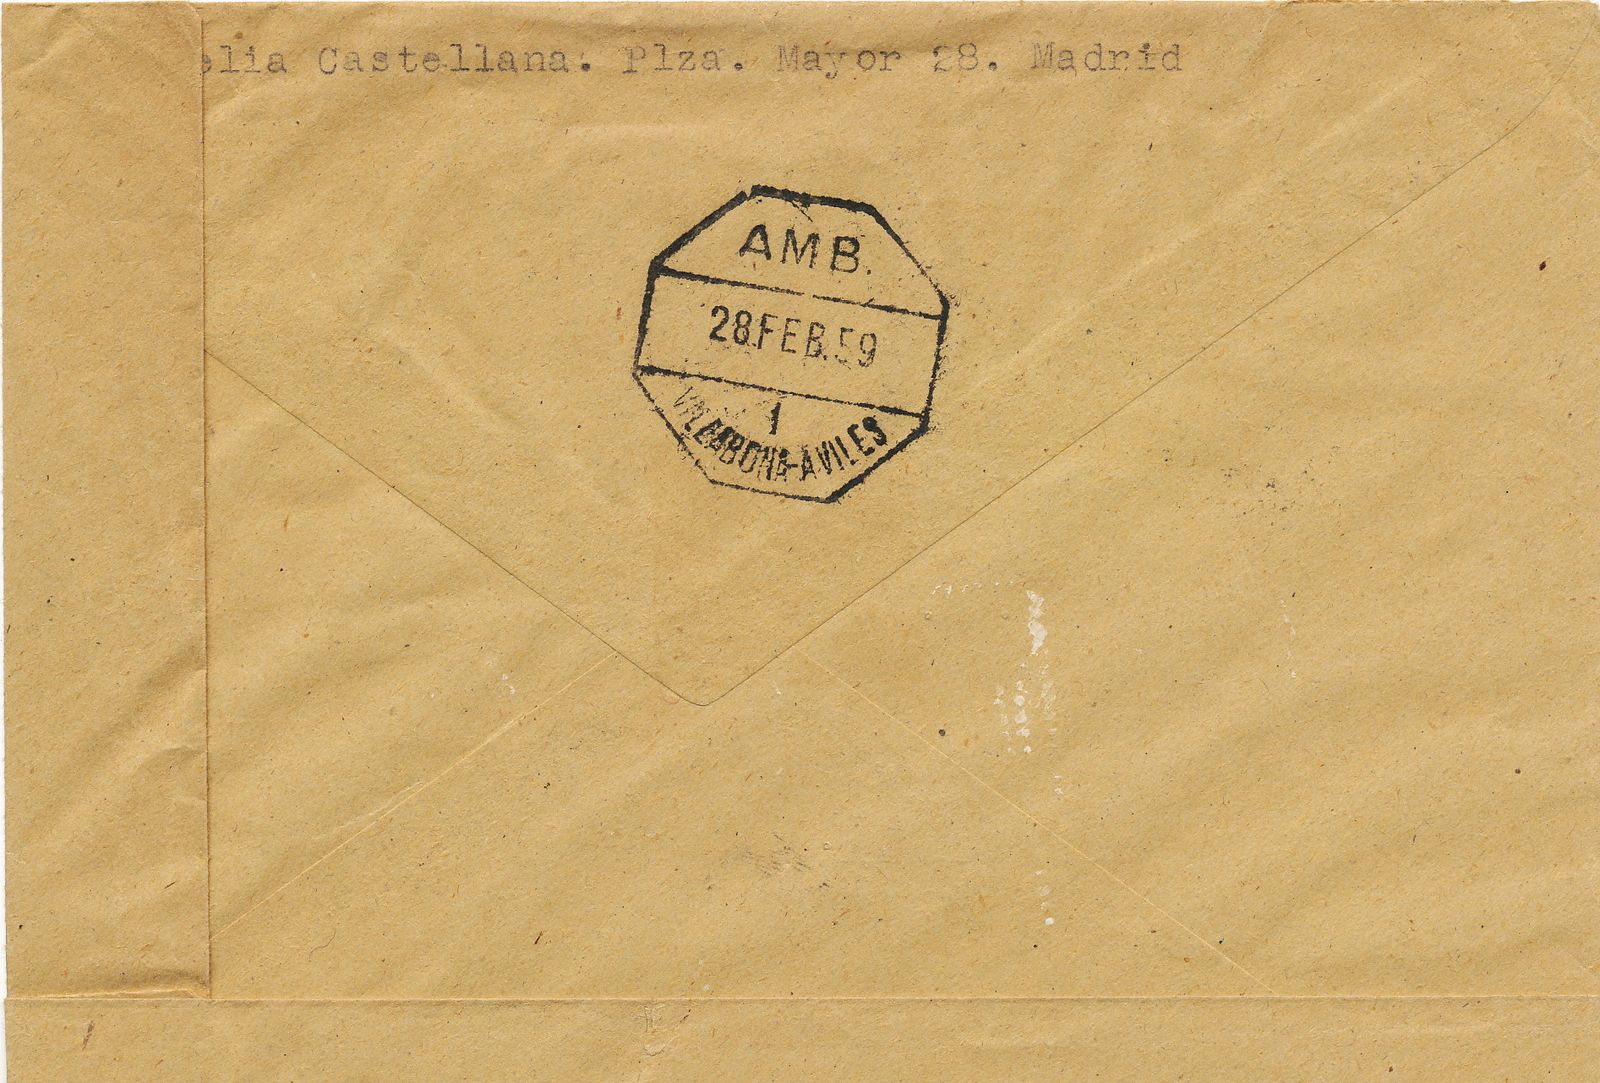 elia Castellana. Plza. Mayor 28. Madrid
AMB.
28.FEB.59
1
VILLABONA-AVILES